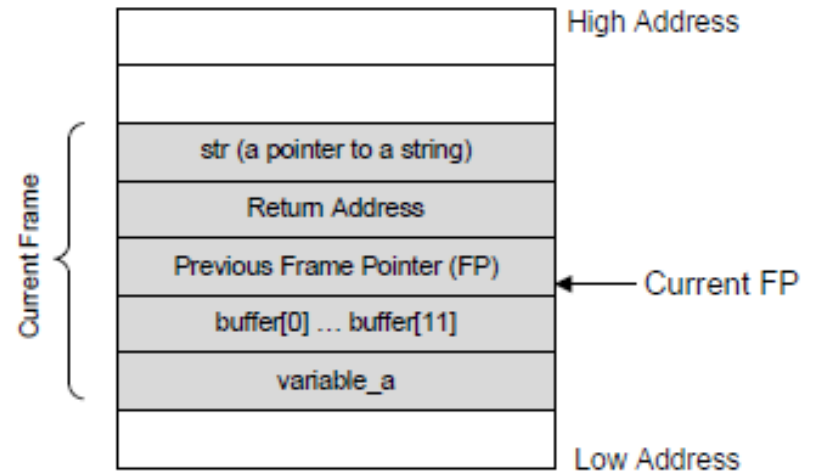 High Address
str (a pointer to a string)
Return Address
Previous Frame Pointer (FP)
Current FP
buffer[0] … buffer[11]
variable_a
Current Frame
Low Address